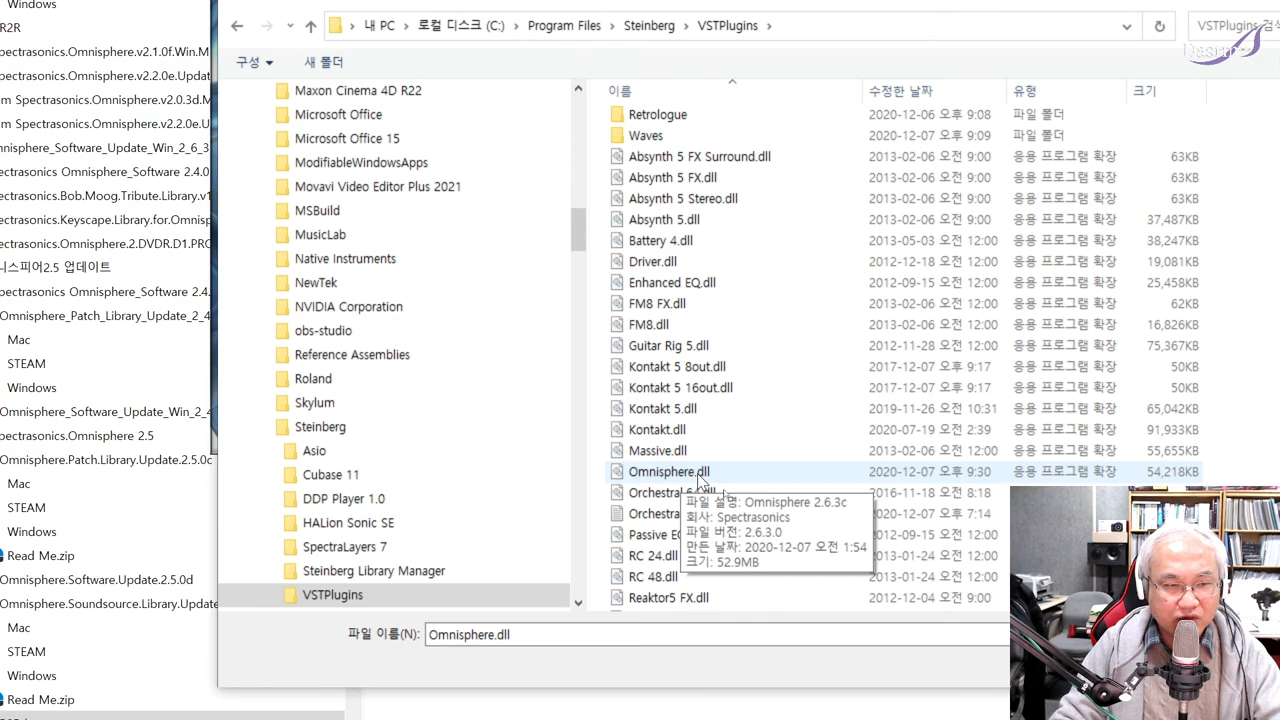 Windows
R2R
pectrasonics.Omnisphere.v2.1.0f.Win.M
pectrasonics.Omnisphere.v2.2.0e.Updat
m Spectrasonics.Omnisphere.v2.0.3d.M
m Spectrasonics.Omnisphere.v2.2.0e.Up
mnisphere_Software_Update_Win_2_6_3
ectrasonics Omnisphere_Software 2.4.0
ectrasonics.Bob.Moog.Tribute.Library.v1
ectrasonics.Keyscape.Library.for.Omnisp
ectrasonics.Omnisphere.2.DVDR.D1.PRO
니스피어2.5 업데이트
pectrasonics Omnisphere_Software 2.4.
Omnisphere_Patch_Library_Update_2_4
Mac
STEAM
Windows
Omnisphere_Software_Update_Win_2_4
pectrasonics.Omnisphere 2.5
Omnisphere.Patch.Library.Update.2.5.0c
STEAM
Windows
Read Me.zip
Omnisphere.Software.Update.2.5.0d
Omnisphere.Soundsource.Library.Update
Mac
STEAM
Windows
Read Me.zip
내 PC > 로컬 디스크 (C:) > Program Files > Steinberg > VSTPlugins >
VSTPlugins 검색
구성 새 폴더
Maxon Cinema 4D R22
Microsoft Office
Microsoft Office 15
ModifiableWindowsApps
Movavi Video Editor Plus 2021
MSBuild
MusicLab
Native Instruments
NewTek
NVIDIA Corporation
obs-studio
Reference Assemblies
Roland
Skylum
Steinberg
Asio
Cubase 11
DDP Player 1.0
HALion Sonic SE
SpectraLayers 7
Steinberg Library Manager
VSTPlugins
이름 수정한 날짜 유형 크기
Retrologue 2020-12-06 오후 9:08 파일 폴더
Waves 2020-12-07 오후 9:09 파일 폴더
Absynth 5 FX Surround.dll 2013-02-06 오전 9:00 응용 프로그램 확장 63KB
Absynth 5 FX.dll 2013-02-06 오전 9:00 응용 프로그램 확장 63KB
Absynth 5 Stereo.dll 2013-02-06 오전 9:00 응용 프로그램 확장 63KB
Absynth 5.dll 2013-02-06 오전 9:00 응용 프로그램 확장 37,487KB
Battery 4.dll 2013-05-03 오전 12:00 응용 프로그램 확장 38,247KB
Driver.dll 2012-12-18 오전 12:00 응용 프로그램 확장 19,081KB
Enhanced EQ.dll 2012-09-15 오전 12:00 응용 프로그램 확장 25,458KB
FM8 FX.dll 2013-02-06 오전 12:00 응용 프로그램 확장 62KB
FM8.dll 2013-02-06 오전 12:00 응용 프로그램 확장 16,826KB
Guitar Rig 5.dll 2012-11-28 오전 12:00 응용 프로그램 확장 75,367KB
Kontakt 5 8out.dll 2017-12-07 오후 9:17 응용 프로그램 확장 50KB
Kontakt 5 16out.dll 2017-12-07 오후 9:17 응용 프로그램 확장 50KB
Kontakt 5.dll 2019-11-26 오전 10:31 응용 프로그램 확장 65,042KB
Kontakt.dll 2020-07-19 오전 2:39 응용 프로그램 확장 91,933KB
Massive.dll 2013-02-06 오전 12:00 응용 프로그램 확장 55,655KB
Omnisphere.dll 2020-12-07 오후 9:30 응용 프로그램 확장 54,218KB
Orchestral 2016-11-18 오전 8:18
Orchestral 2020-12-07 오후 7:14
Passive EQ 2012-09-15 오전 12:00
RC 24.dll 2013-01-24 오전 12:00
RC 48.dll 2013-01-24 오전 12:00
Reaktor5 FX.dll 2012-12-04 오전 9:00
파일 설명: Omnisphere 2.6.3c
회사: Spectrasonics
파일 버전: 2.6.3.0
만든 날짜: 2020-12-07 오전 1:54
크기: 52.9MB
파일 이름(N): Omnisphere.dll